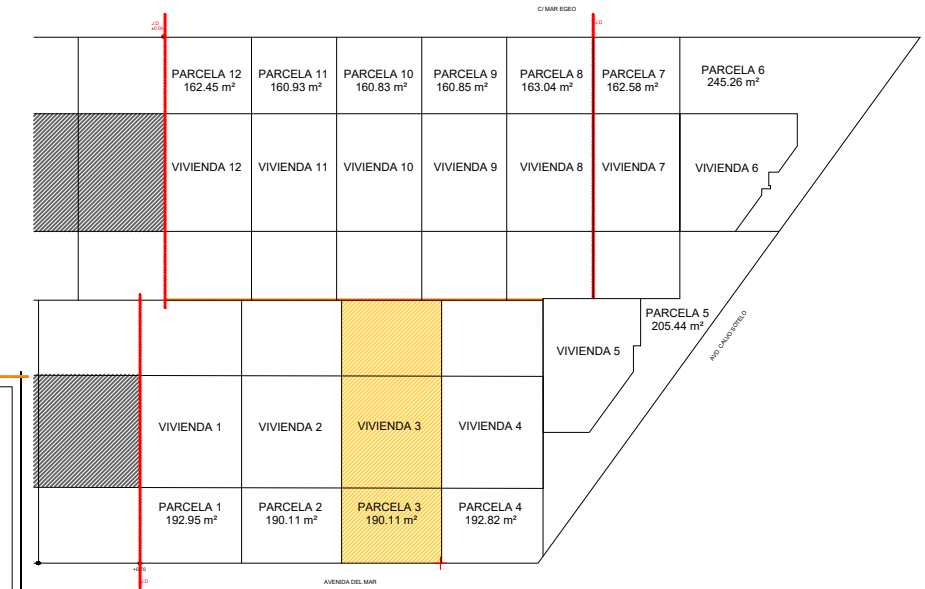 C/ MAR EGEO
J.D
±0.00
J.D
PARCELA 12
162.45 m²
PARCELA 11
160.93 m²
PARCELA 10
160.83 m²
PARCELA 9
160.85 m²
PARCELA 8
163.04 m²
PARCELA 7
162.58 m²
PARCELA 6
245.26 m²
VIVIENDA 12
VIVIENDA 11
VIVIENDA 10
VIVIENDA 9
VIVIENDA 8
VIVIENDA 7
VIVIENDA 6
PARCELA 5
205.44 m²
VIVIENDA 5
AVD. CALVO SOTELO
VIVIENDA 1
VIVIENDA 2
VIVIENDA 3
VIVIENDA 4
PARCELA 1
192.95 m²
PARCELA 2
190.11 m²
PARCELA 3
190.11 m²
PARCELA 4
192.82 m²
J.D
AVENIDA DEL MAR